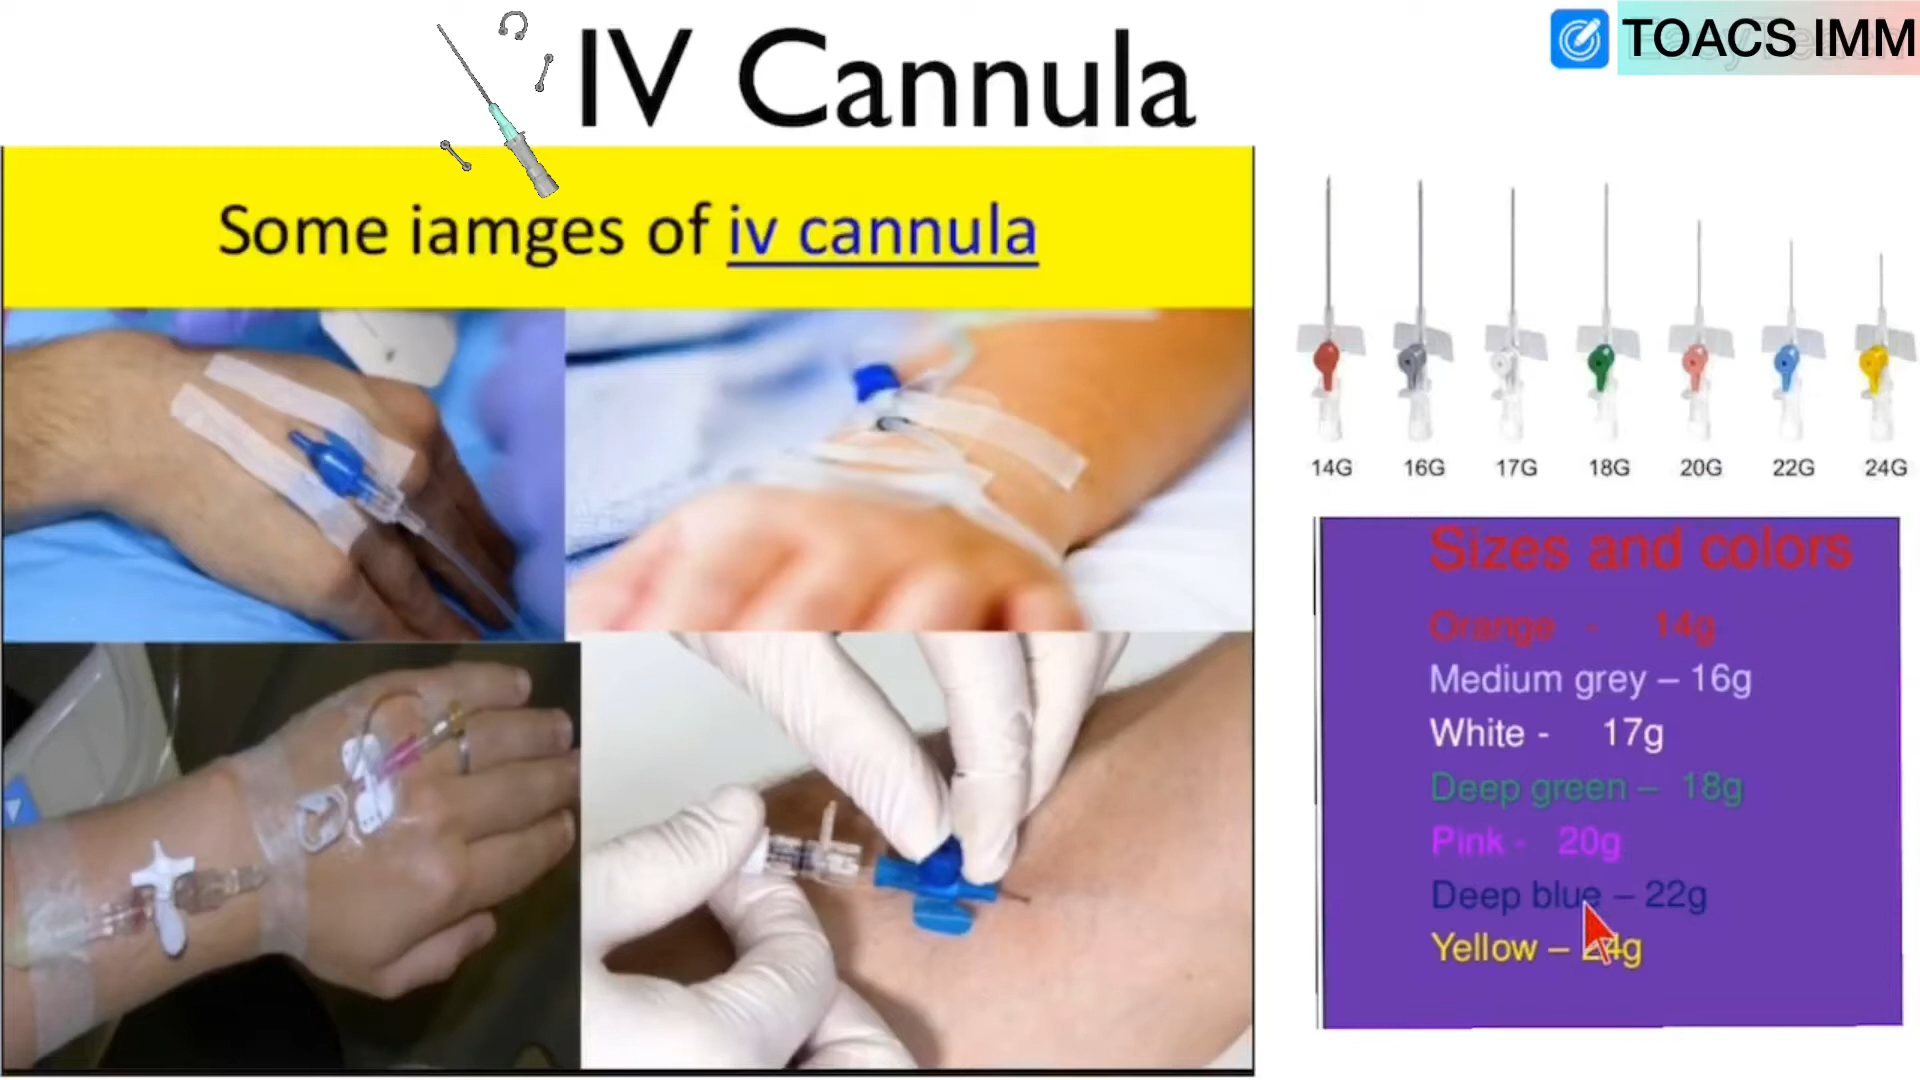 IV Cannula
TOACS IMM
Some iamges of iv cannula
14G 16G 17G 18G 20G 22G 24G
Sizes and colors
Orange - 14g
Medium grey – 16g
White - 17g
Deep green – 18g
Pink - 20g
Deep blue – 22g
Yellow – 24g